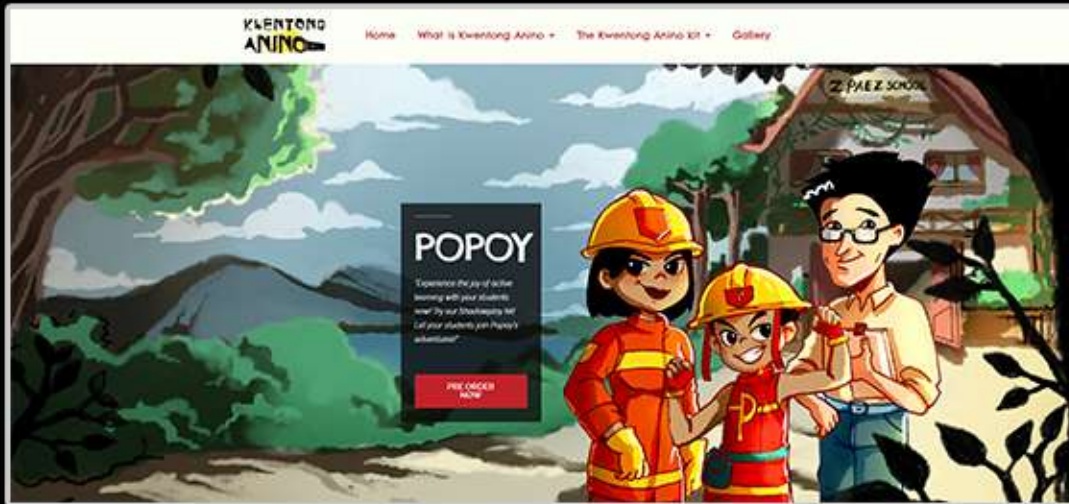 KWENTONG
ANINO
Home What is Kwentong Anino The Kwentong Anino kit Gallery
Z PAEZ SCHOOL
POPOY
"Experience the joy of active
learning with your students
now! Try our Shadowplay kit!
Let your students join Popoy's
adventures!"
PRE ORDER
NOW
P